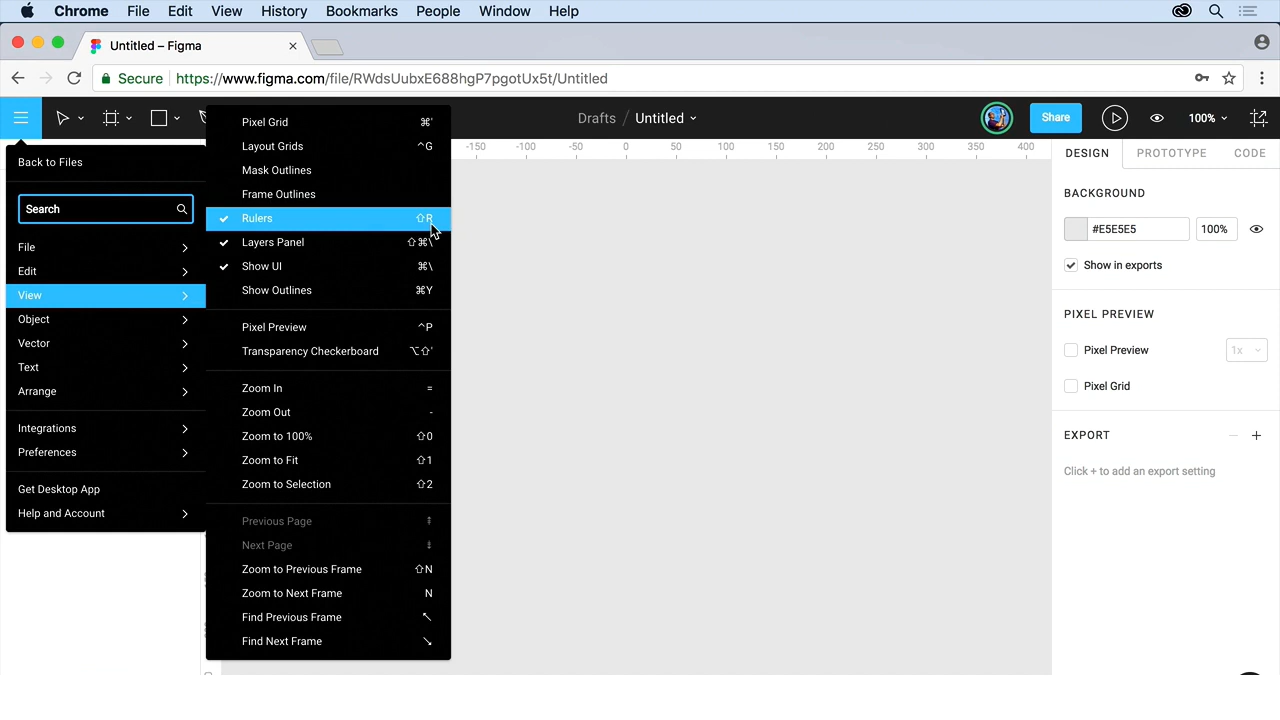 Chrome File Edit View History Bookmarks People Window Help
Untitled – Figma
Secure https://www.figma.com/file/RWdsUubxE688hgP7pgotUx5t/Untitled
Drafts / Untitled
Share
100%
-150 -100 -50 0 50 100 150 200 250 300 350 400
Back to Files
Search
File
Edit
View
Object
Vector
Text
Arrange
Integrations
Preferences
Get Desktop App
Help and Account
Pixel Grid ⌘'
Layout Grids ^G
Mask Outlines
Frame Outlines
Rulers ⇧R
Layers Panel ⇧⌘\
Show UI ⌘\
Show Outlines ⌘Y
Pixel Preview ^P
Transparency Checkerboard ⌥⇧'
Zoom In =
Zoom Out -
Zoom to 100% ⇧0
Zoom to Fit ⇧1
Zoom to Selection ⇧2
Previous Page
Next Page
Zoom to Previous Frame ⇧N
Zoom to Next Frame N
Find Previous Frame ↖
Find Next Frame ↘
DESIGN PROTOTYPE CODE
BACKGROUND
#E5E5E5 100%
Show in exports
PIXEL PREVIEW
Pixel Preview 1x
Pixel Grid
EXPORT
Click + to add an export setting